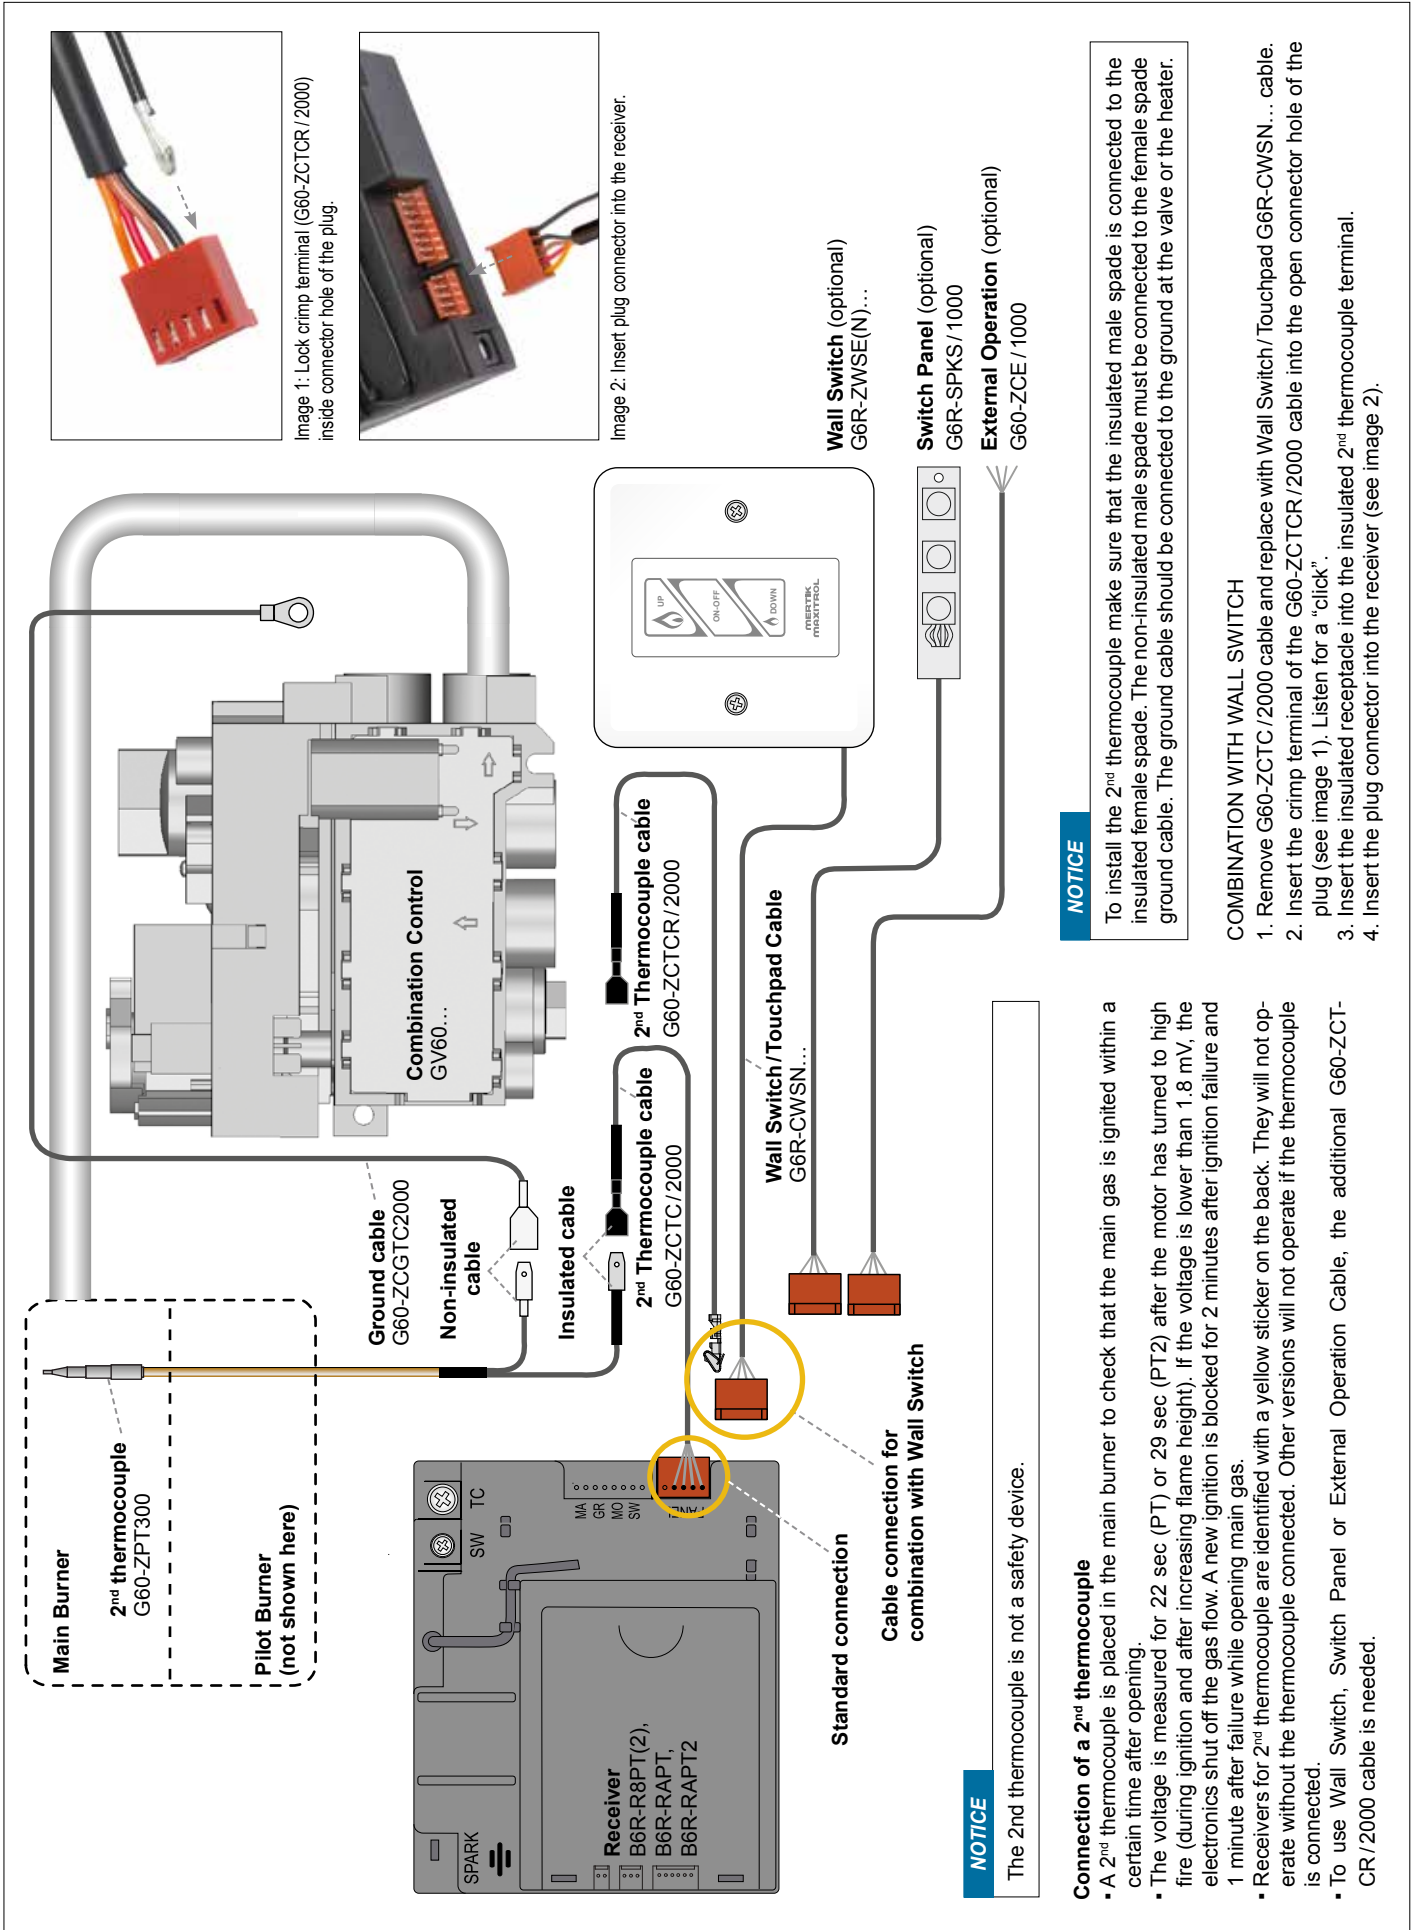 Main Burner
2nd thermocouple
G60-ZPT300
Pilot Burner
(not shown here)
Ground cable
G60-ZCGTC2000
Non-insulated
cable
Insulated cable
2nd Thermocouple cable
G60-ZCTC/2000
Combination Control
GV60…
2nd Thermocouple cable
G60-ZCTCR/2000
Image 1: Lock crimp terminal (G60-ZCTCR/2000)
inside connector hole of the plug.
Image 2: Insert plug connector into the receiver.
SPARK
SW
TC
MA
GR
MO
SW
PANEL
Receiver
B6R-R8PT(2),
B6R-RAPT,
B6R-RAPT2
Standard connection
Cable connection for
combination with Wall Switch
Wall Switch/Touchpad Cable
G6R-CWSN…
UP
ON-OFF
DOWN
MERTIK
MAXITROL
Wall Switch (optional)
G6R-ZWSE(N)…
Switch Panel (optional)
G6R-SPKS/1000
External Operation (optional)
G60-ZCE/1000
NOTICE
The 2nd thermocouple is not a safety device.
Connection of a 2nd thermocouple
▪ A 2nd thermocouple is placed in the main burner to check that the main gas is ignited within a
certain time after opening.
▪ The voltage is measured for 22 sec (PT) or 29 sec (PT2) after the motor has turned to high
fire (during ignition and after increasing flame height). If the voltage is lower than 1.8 mV, the
electronics shut off the gas flow. A new ignition is blocked for 2 minutes after ignition failure and
1 minute after failure while opening main gas.
▪ Receivers for 2nd thermocouple are identified with a yellow sticker on the back. They will not op-
erate without the thermocouple connected. Other versions will not operate if the thermocouple
is connected.
▪ To use Wall Switch, Switch Panel or External Operation Cable, the additional G60-ZCT-
CR/2000 cable is needed.
NOTICE
To install the 2nd thermocouple make sure that the insulated male spade is connected to the
insulated female spade. The non-insulated male spade must be connected to the female spade
ground cable. The ground cable should be connected to the ground at the valve or the heater.
COMBINATION WITH WALL SWITCH
1. Remove G60-ZCTC/2000 cable and replace with Wall Switch/Touchpad G6R-CWSN… cable.
2. Insert the crimp terminal of the G60-ZCTCR/2000 cable into the open connector hole of the
plug (see image 1). Listen for a “click”.
3. Insert the insulated receptacle into the insulated 2nd thermocouple terminal.
4. Insert the plug connector into the receiver (see image 2).